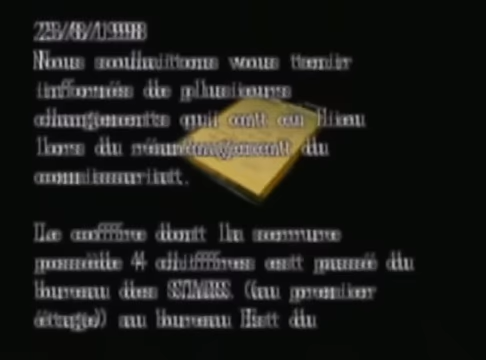 Nous souhaitons vous tenir
informés de plusieurs
changements qui ont eu lieu
lors du réaménagement du
commissariat.
Le coffre dont la serrure
possède 4 chiffres est passé du
bureau des STARS (au premier
étage) au bureau Est du